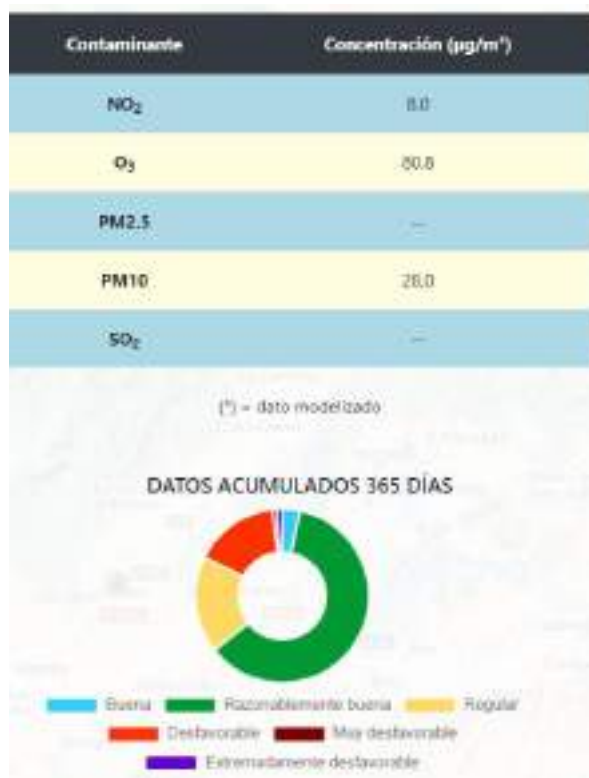 Contaminante Concentración (µg/m³)
NO₂ 8.0
O₃ 80.8
PM2.5 —
PM10 28.0
SO₂ —
(*) = dato modelizado
DATOS ACUMULADOS 365 DÍAS
Buena Razonablemente buena Regular
Desfavorable Muy desfavorable
Extremadamente desfavorable